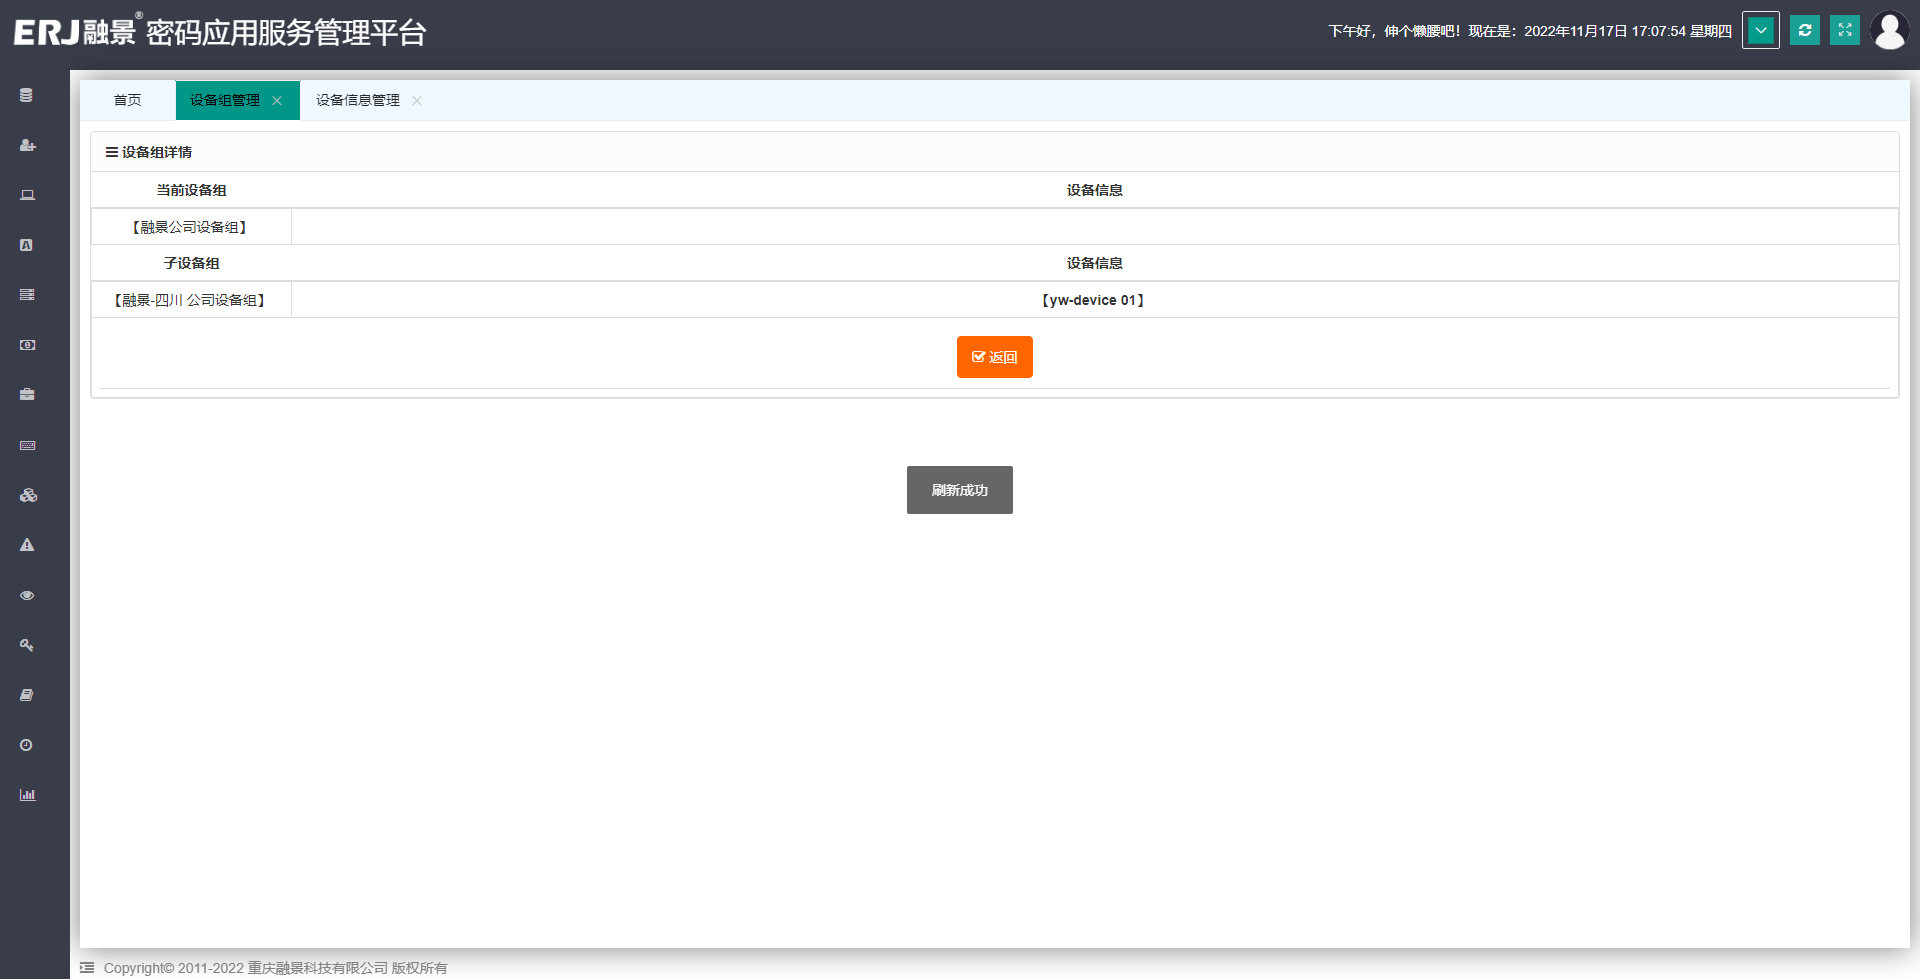 ERJ融景® 密码应用服务管理平台
下午好，伸个懒腰吧！现在是：2022年11月17日 17:07:54 星期四
首页 设备组管理 设备信息管理
设备组详情
当前设备组 设备信息
【融景公司设备组】
子设备组 设备信息
【融景-四川 公司设备组】 【yw-device 01】
返回
刷新成功
Copyright© 2011-2022 重庆融景科技有限公司 版权所有